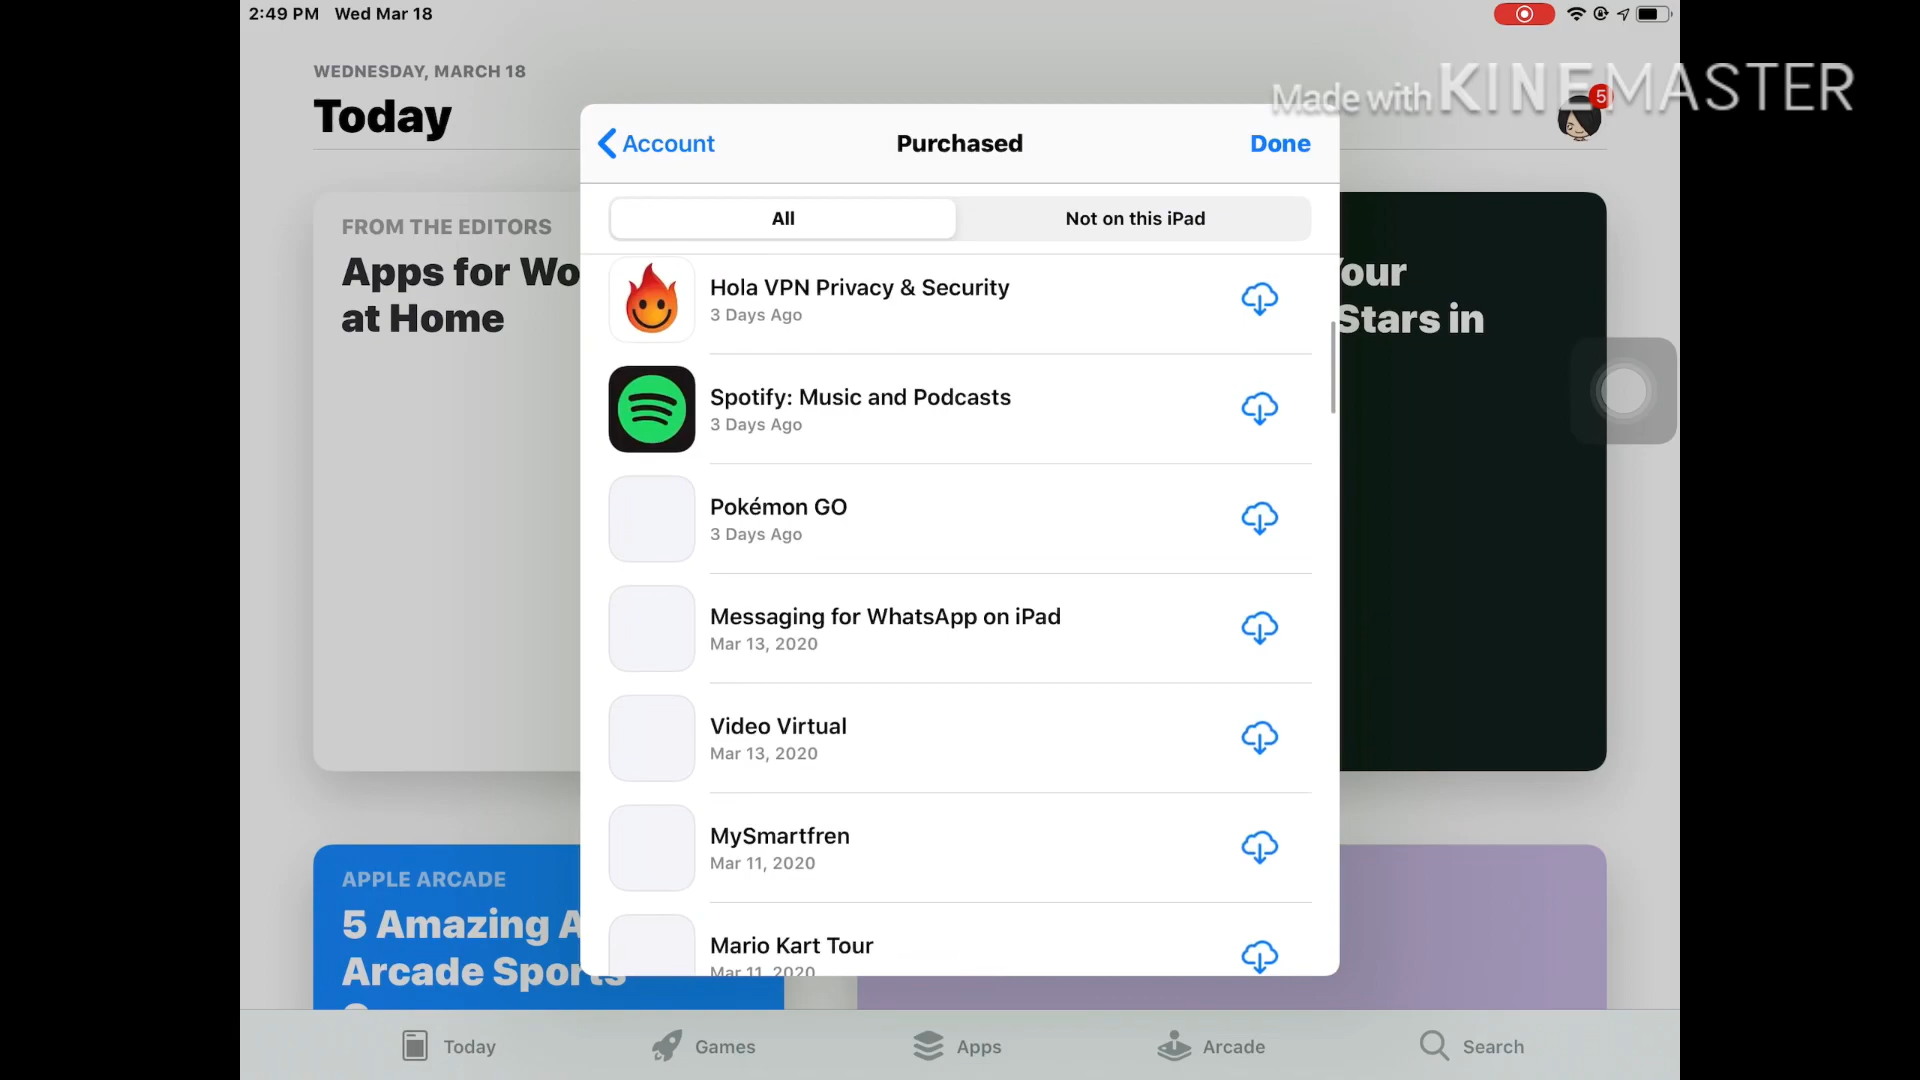 2:49 PM Wed Mar 18
Made with KINEMASTER
WEDNESDAY, MARCH 18
Today
5
Account
Purchased
Done
All
Not on this iPad
FROM THE EDITORS
Apps for Wo
at Home
our
Stars in
Hola VPN Privacy & Security
3 Days Ago
Spotify: Music and Podcasts
3 Days Ago
Pokémon GO
3 Days Ago
Messaging for WhatsApp on iPad
Mar 13, 2020
Video Virtual
Mar 13, 2020
MySmartfren
Mar 11, 2020
Mario Kart Tour
Mar 11, 2020
APPLE ARCADE
5 Amazing A
Arcade Sports
Today
Games
Apps
Arcade
Search